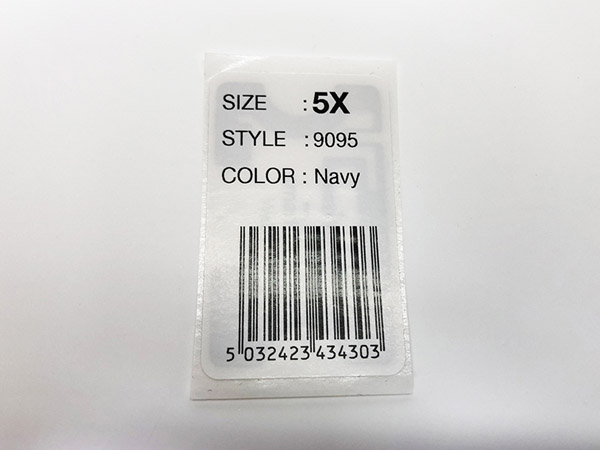 SIZE : 5X
STYLE : 9095
COLOR : Navy
5 032423 434303